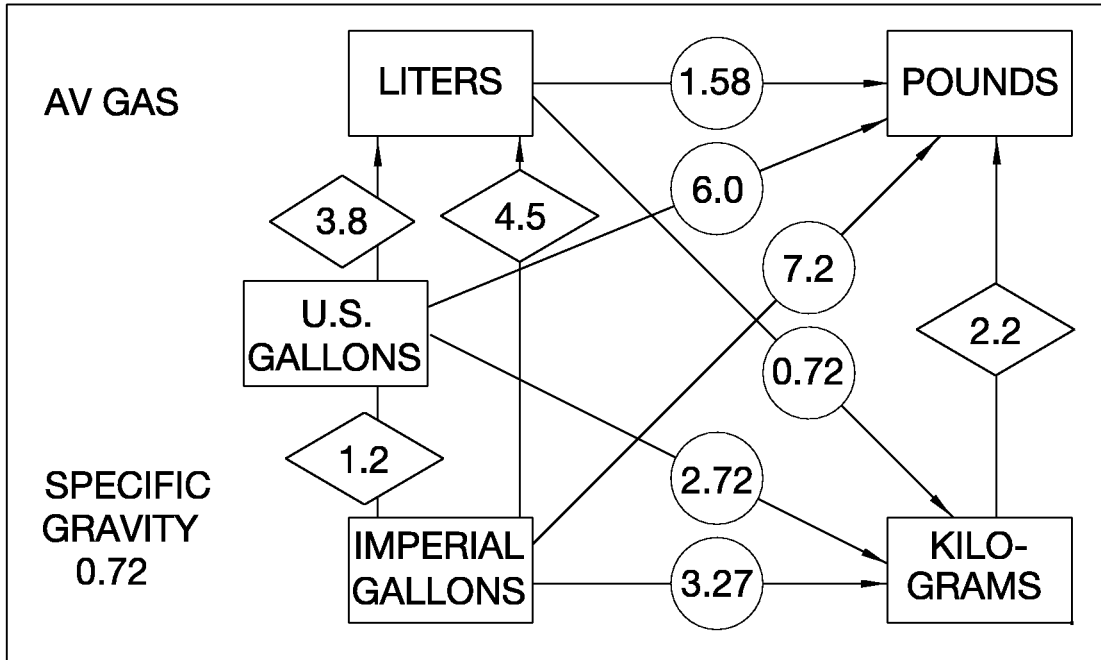 AV GAS
LITERS
1.58
POUNDS
3.8
4.5
6.0
7.2
U.S.
GALLONS
2.2
0.72
1.2
2.72
SPECIFIC
GRAVITY
0.72
IMPERIAL
GALLONS
3.27
KILO-
GRAMS